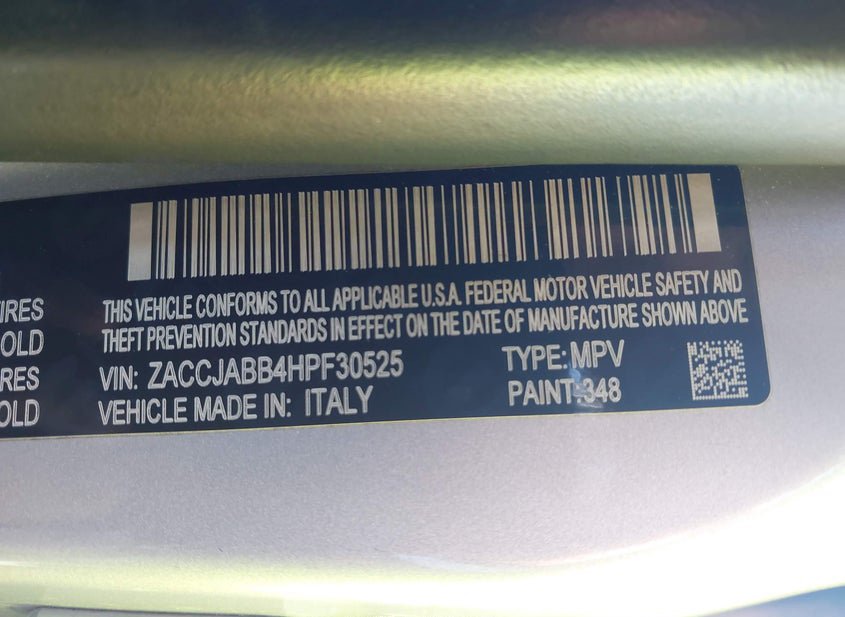 THIS VEHICLE CONFORMS TO ALL APPLICABLE U.S.A. FEDERAL MOTOR VEHICLE SAFETY AND
THEFT PREVENTION STANDARDS IN EFFECT ON THE DATE OF MANUFACTURE SHOWN ABOVE
VIN: ZACCJABB4HPF30525 TYPE: MPV
VEHICLE MADE IN: ITALY PAINT:348
IRES
OLD
RES
OLD